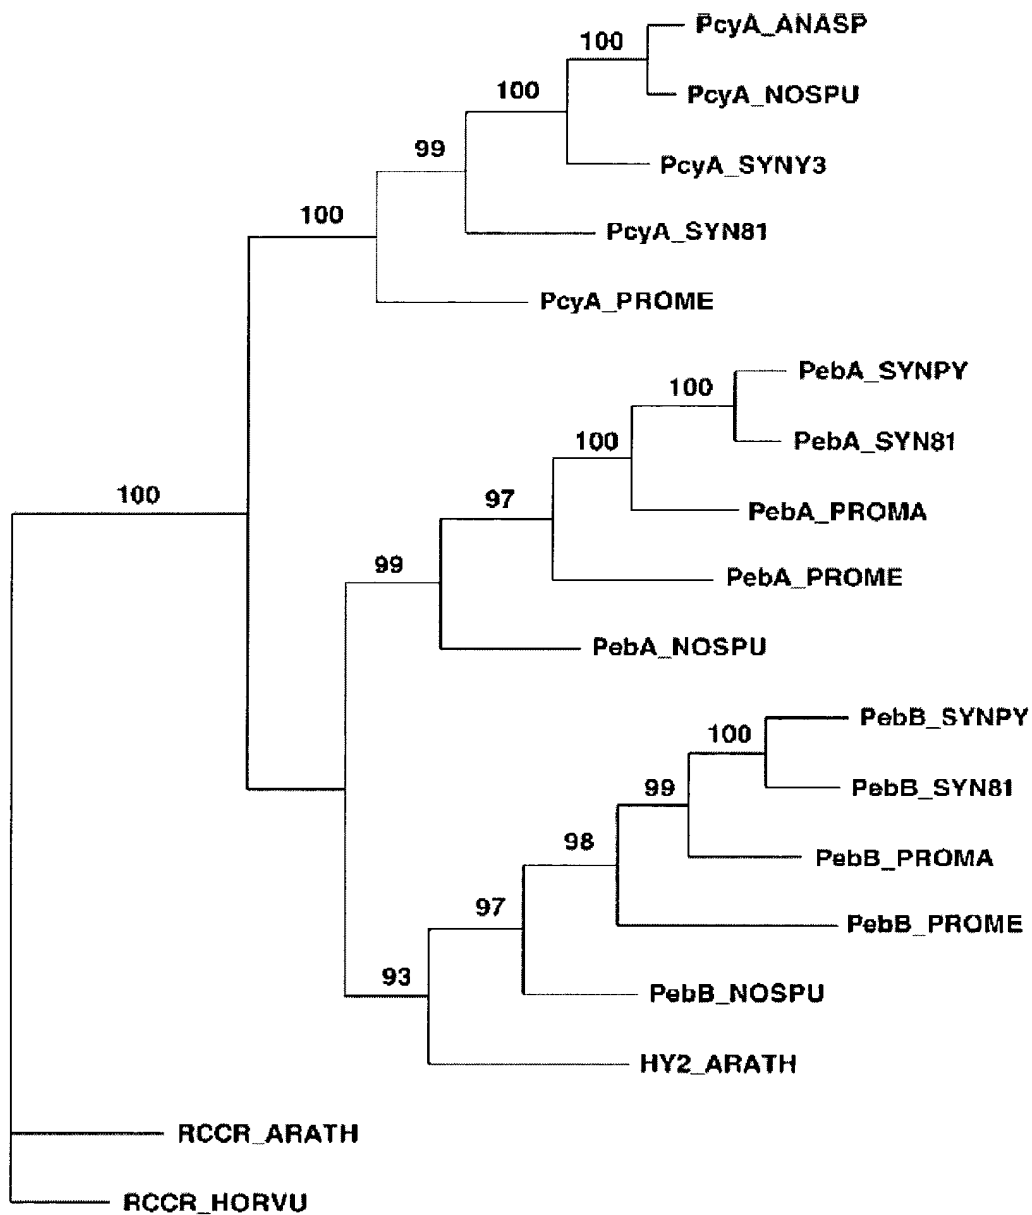 PcyA_ANASP
100
PcyA_NOSPU
100
99
PcyA_SYNY3
100
PcyA_SYN81
PcyA_PROME
PebA_SYNPY
100
100
PebA_SYN81
100
97
PebA_PROMA
99
PebA_PROME
PebA_NOSPU
PebB_SYNPY
100
99
PebB_SYN81
98
PebB_PROMA
97
PebB_PROME
93
PebB_NOSPU
HY2_ARATH
RCCR_ARATH
RCCR_HORVU